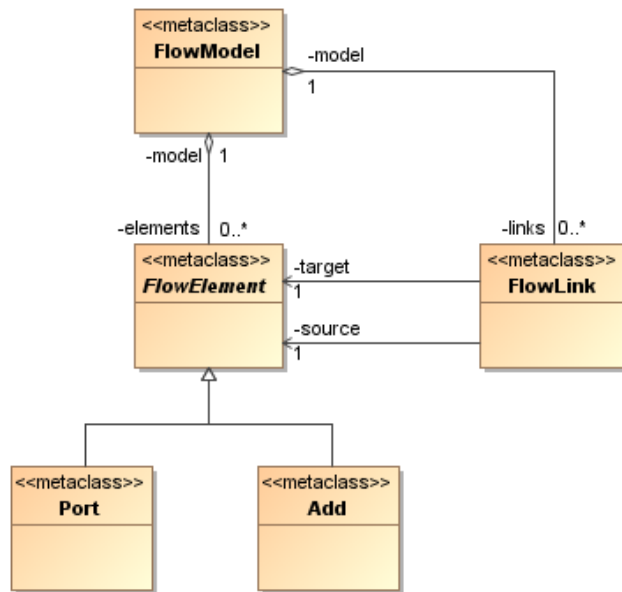 <<metaclass>>
FlowModel
-model
1
-model 1
-elements 0..*
-links 0..*
<<metaclass>>
FlowElement
-target
1
-source
1
<<metaclass>>
FlowLink
<<metaclass>>
Port
<<metaclass>>
Add